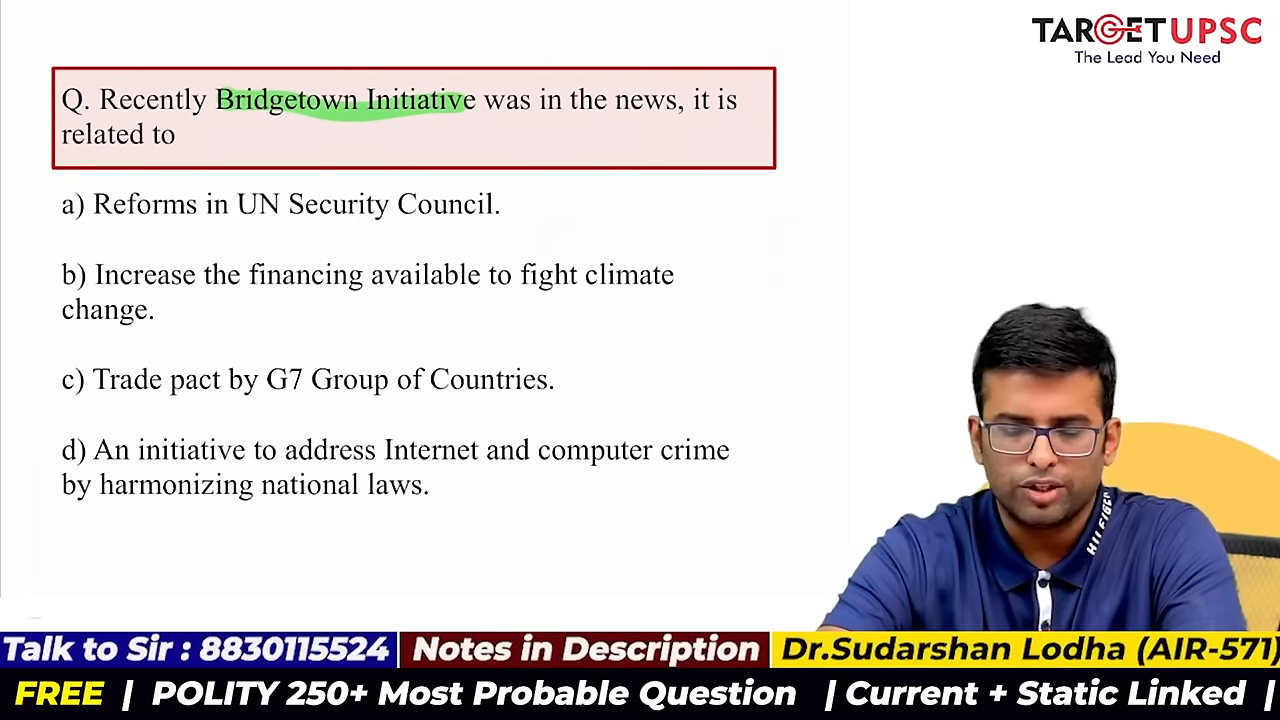 TARGET UPSC
The Lead You Need
Q. Recently Bridgetown Initiative was in the news, it is
related to
a) Reforms in UN Security Council.
b) Increase the financing available to fight climate
change.
c) Trade pact by G7 Group of Countries.
d) An initiative to address Internet and computer crime
by harmonizing national laws.
HILFIGER
Talk to Sir : 8830115524 Notes in Description Dr.Sudarshan Lodha (AIR-571)
FREE | POLITY 250+ Most Probable Question | Current + Static Linked |